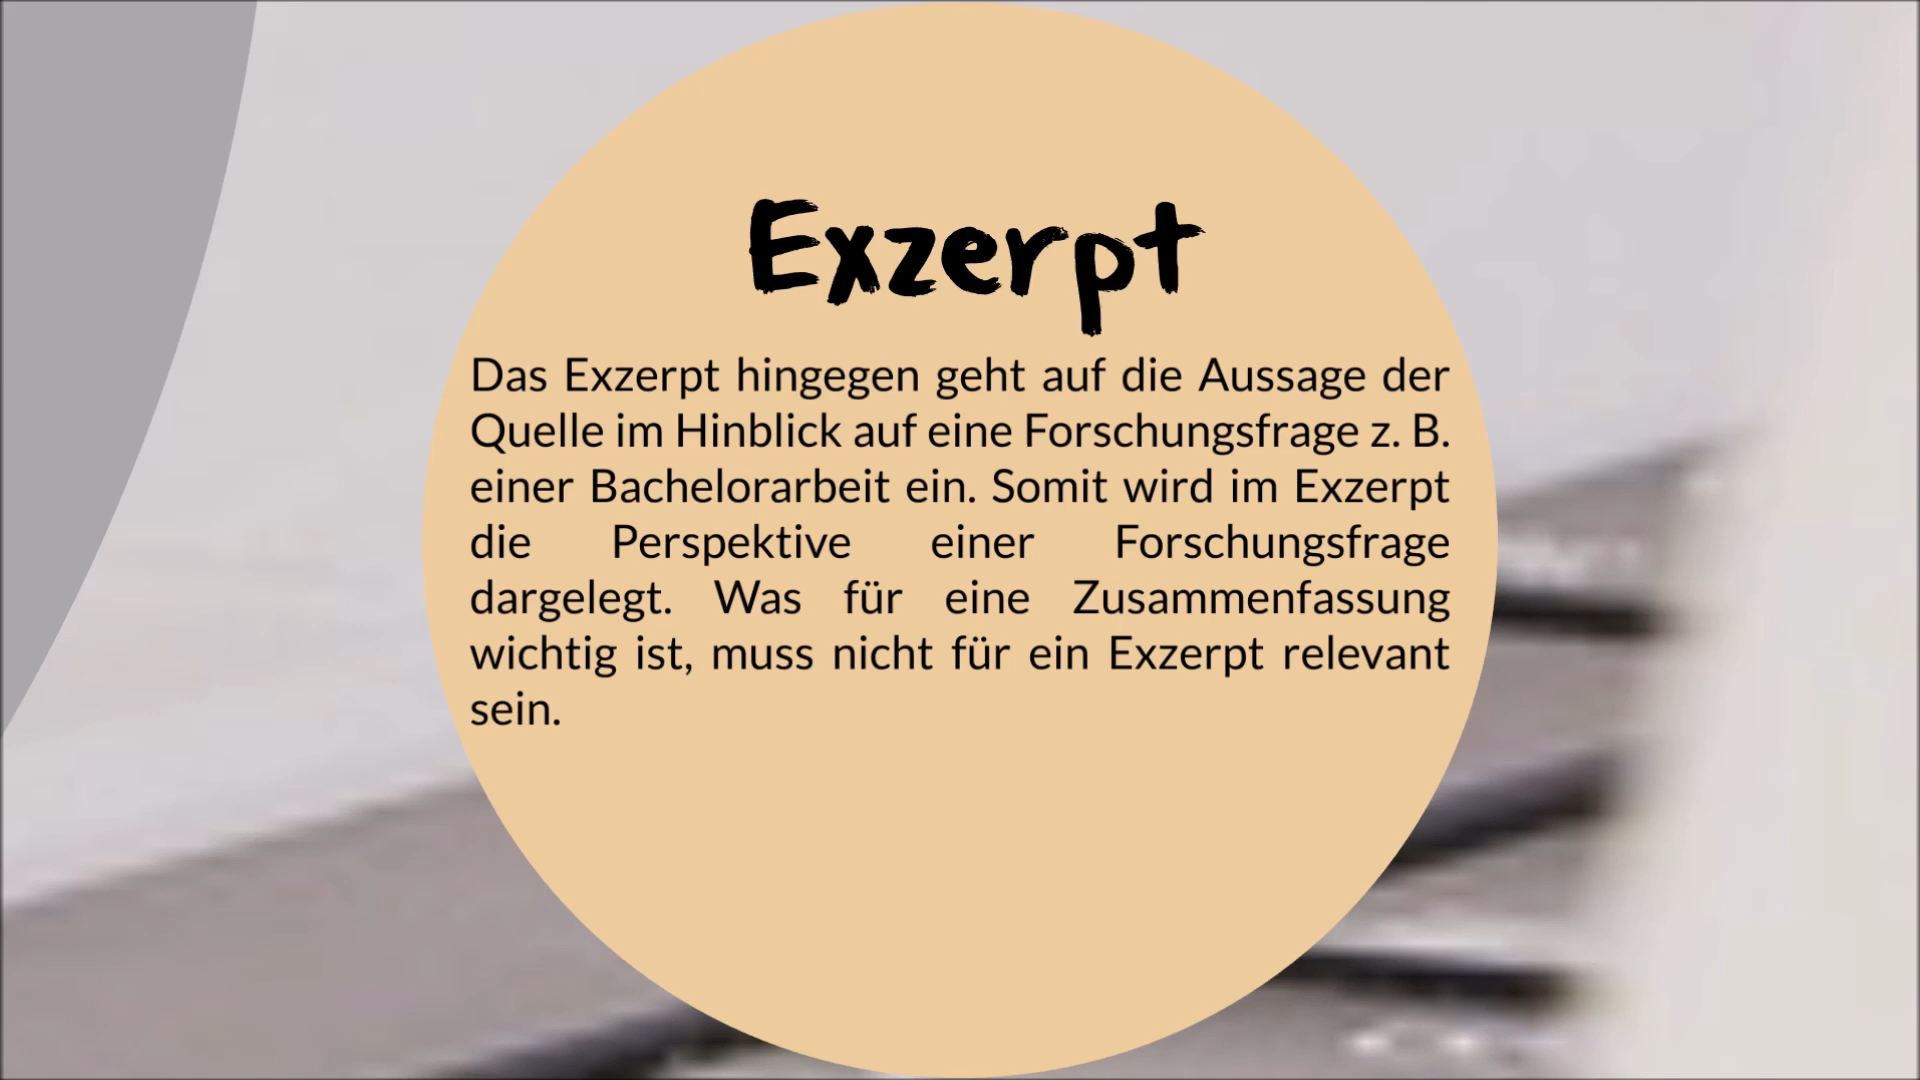 Exzerpt
Das Exzerpt hingegen geht auf die Aussage der
Quelle im Hinblick auf eine Forschungsfrage z. B.
einer Bachelorarbeit ein. Somit wird im Exzerpt
die Perspektive einer Forschungsfrage
dargelegt. Was für eine Zusammenfassung
wichtig ist, muss nicht für ein Exzerpt relevant
sein.